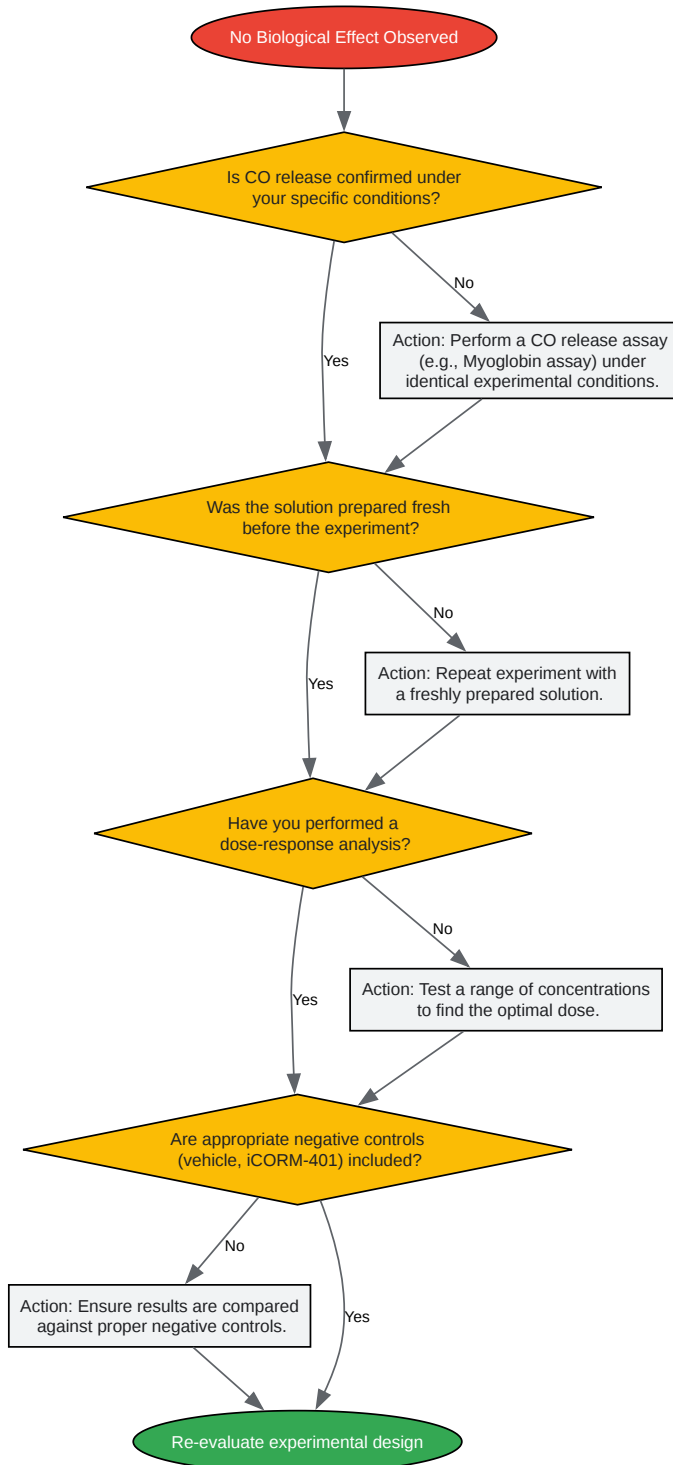 No Biological Effect Observed
Is CO release confirmed under
your specific conditions?
No
Action: Perform a CO release assay
(e.g., Myoglobin assay) under
identical experimental conditions.
Yes
Was the solution prepared fresh
before the experiment?
No
Action: Repeat experiment with
a freshly prepared solution.
Yes
Have you performed a
dose-response analysis?
No
Action: Test a range of concentrations
to find the optimal dose.
Yes
Are appropriate negative controls
(vehicle, iCORM-401) included?
No
Action: Ensure results are compared
against proper negative controls.
Yes
Re-evaluate experimental design